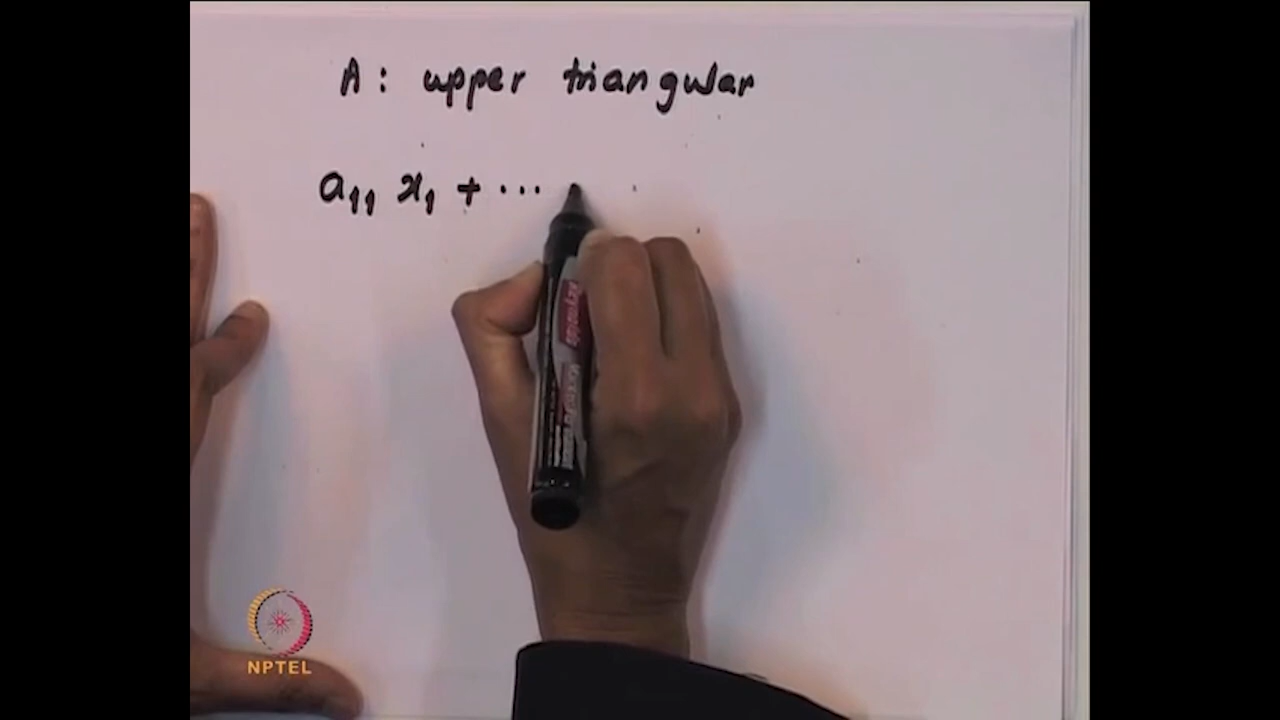 A: upper triangular
a₁₁ x₁ + ...
NPTEL